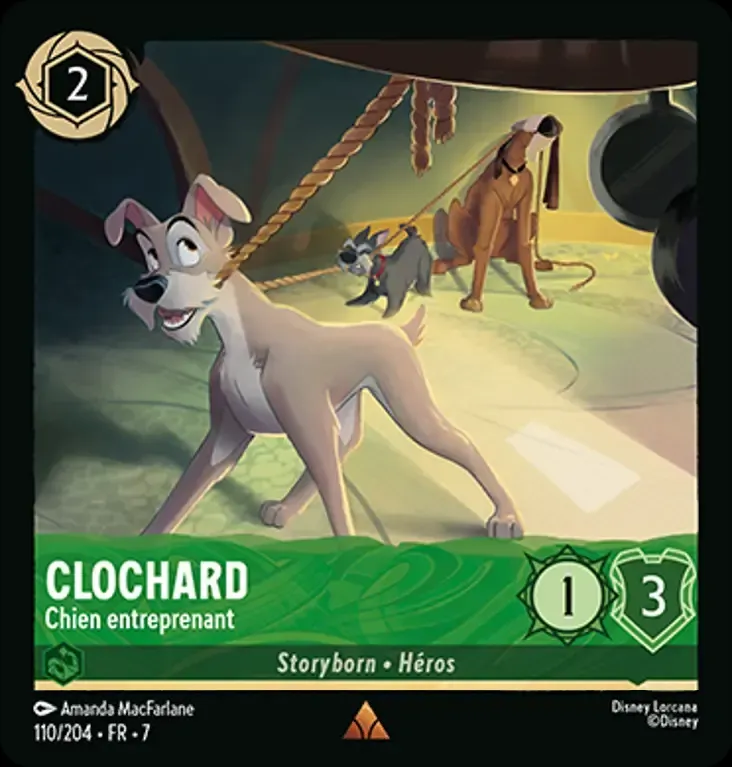 2
CLOCHARD
Chien entreprenant
1
3
Storyborn • Héros
Amanda MacFarlane
Disney Lorcana
110/204 • FR • 7
©Disney